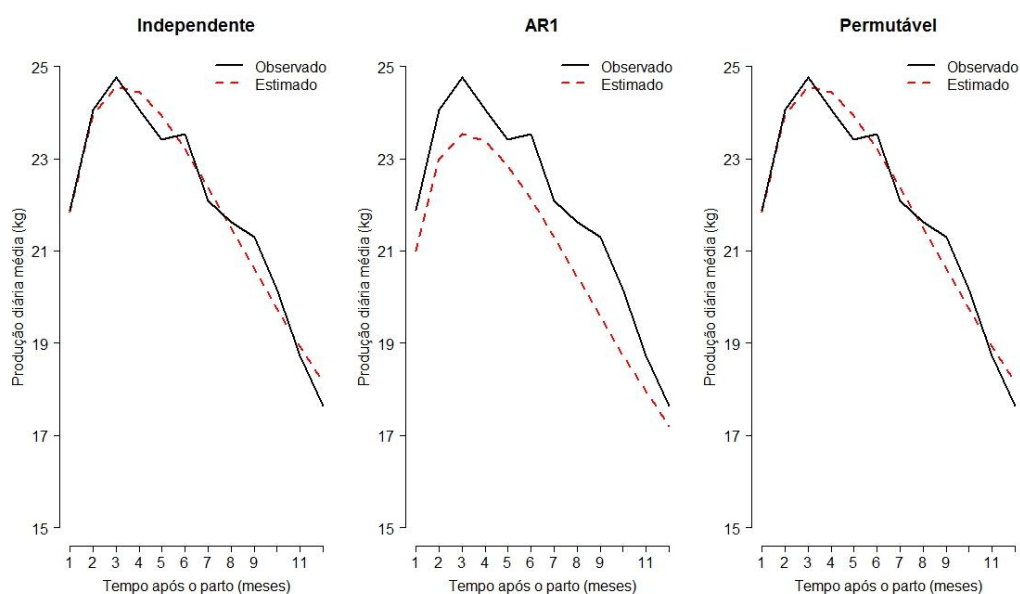 Independente
Observado
Estimado
25
23
21
19
17
15
Produção diária média (kg)
1 2 3 4 5 6 7 8 9 11
Tempo após o parto (meses)
AR1
Observado
Estimado
25
23
21
19
17
15
Produção diária média (kg)
1 2 3 4 5 6 7 8 9 11
Tempo após o parto (meses)
Permutável
Observado
Estimado
25
23
21
19
17
15
Produção diária média (kg)
1 2 3 4 5 6 7 8 9 11
Tempo após o parto (meses)